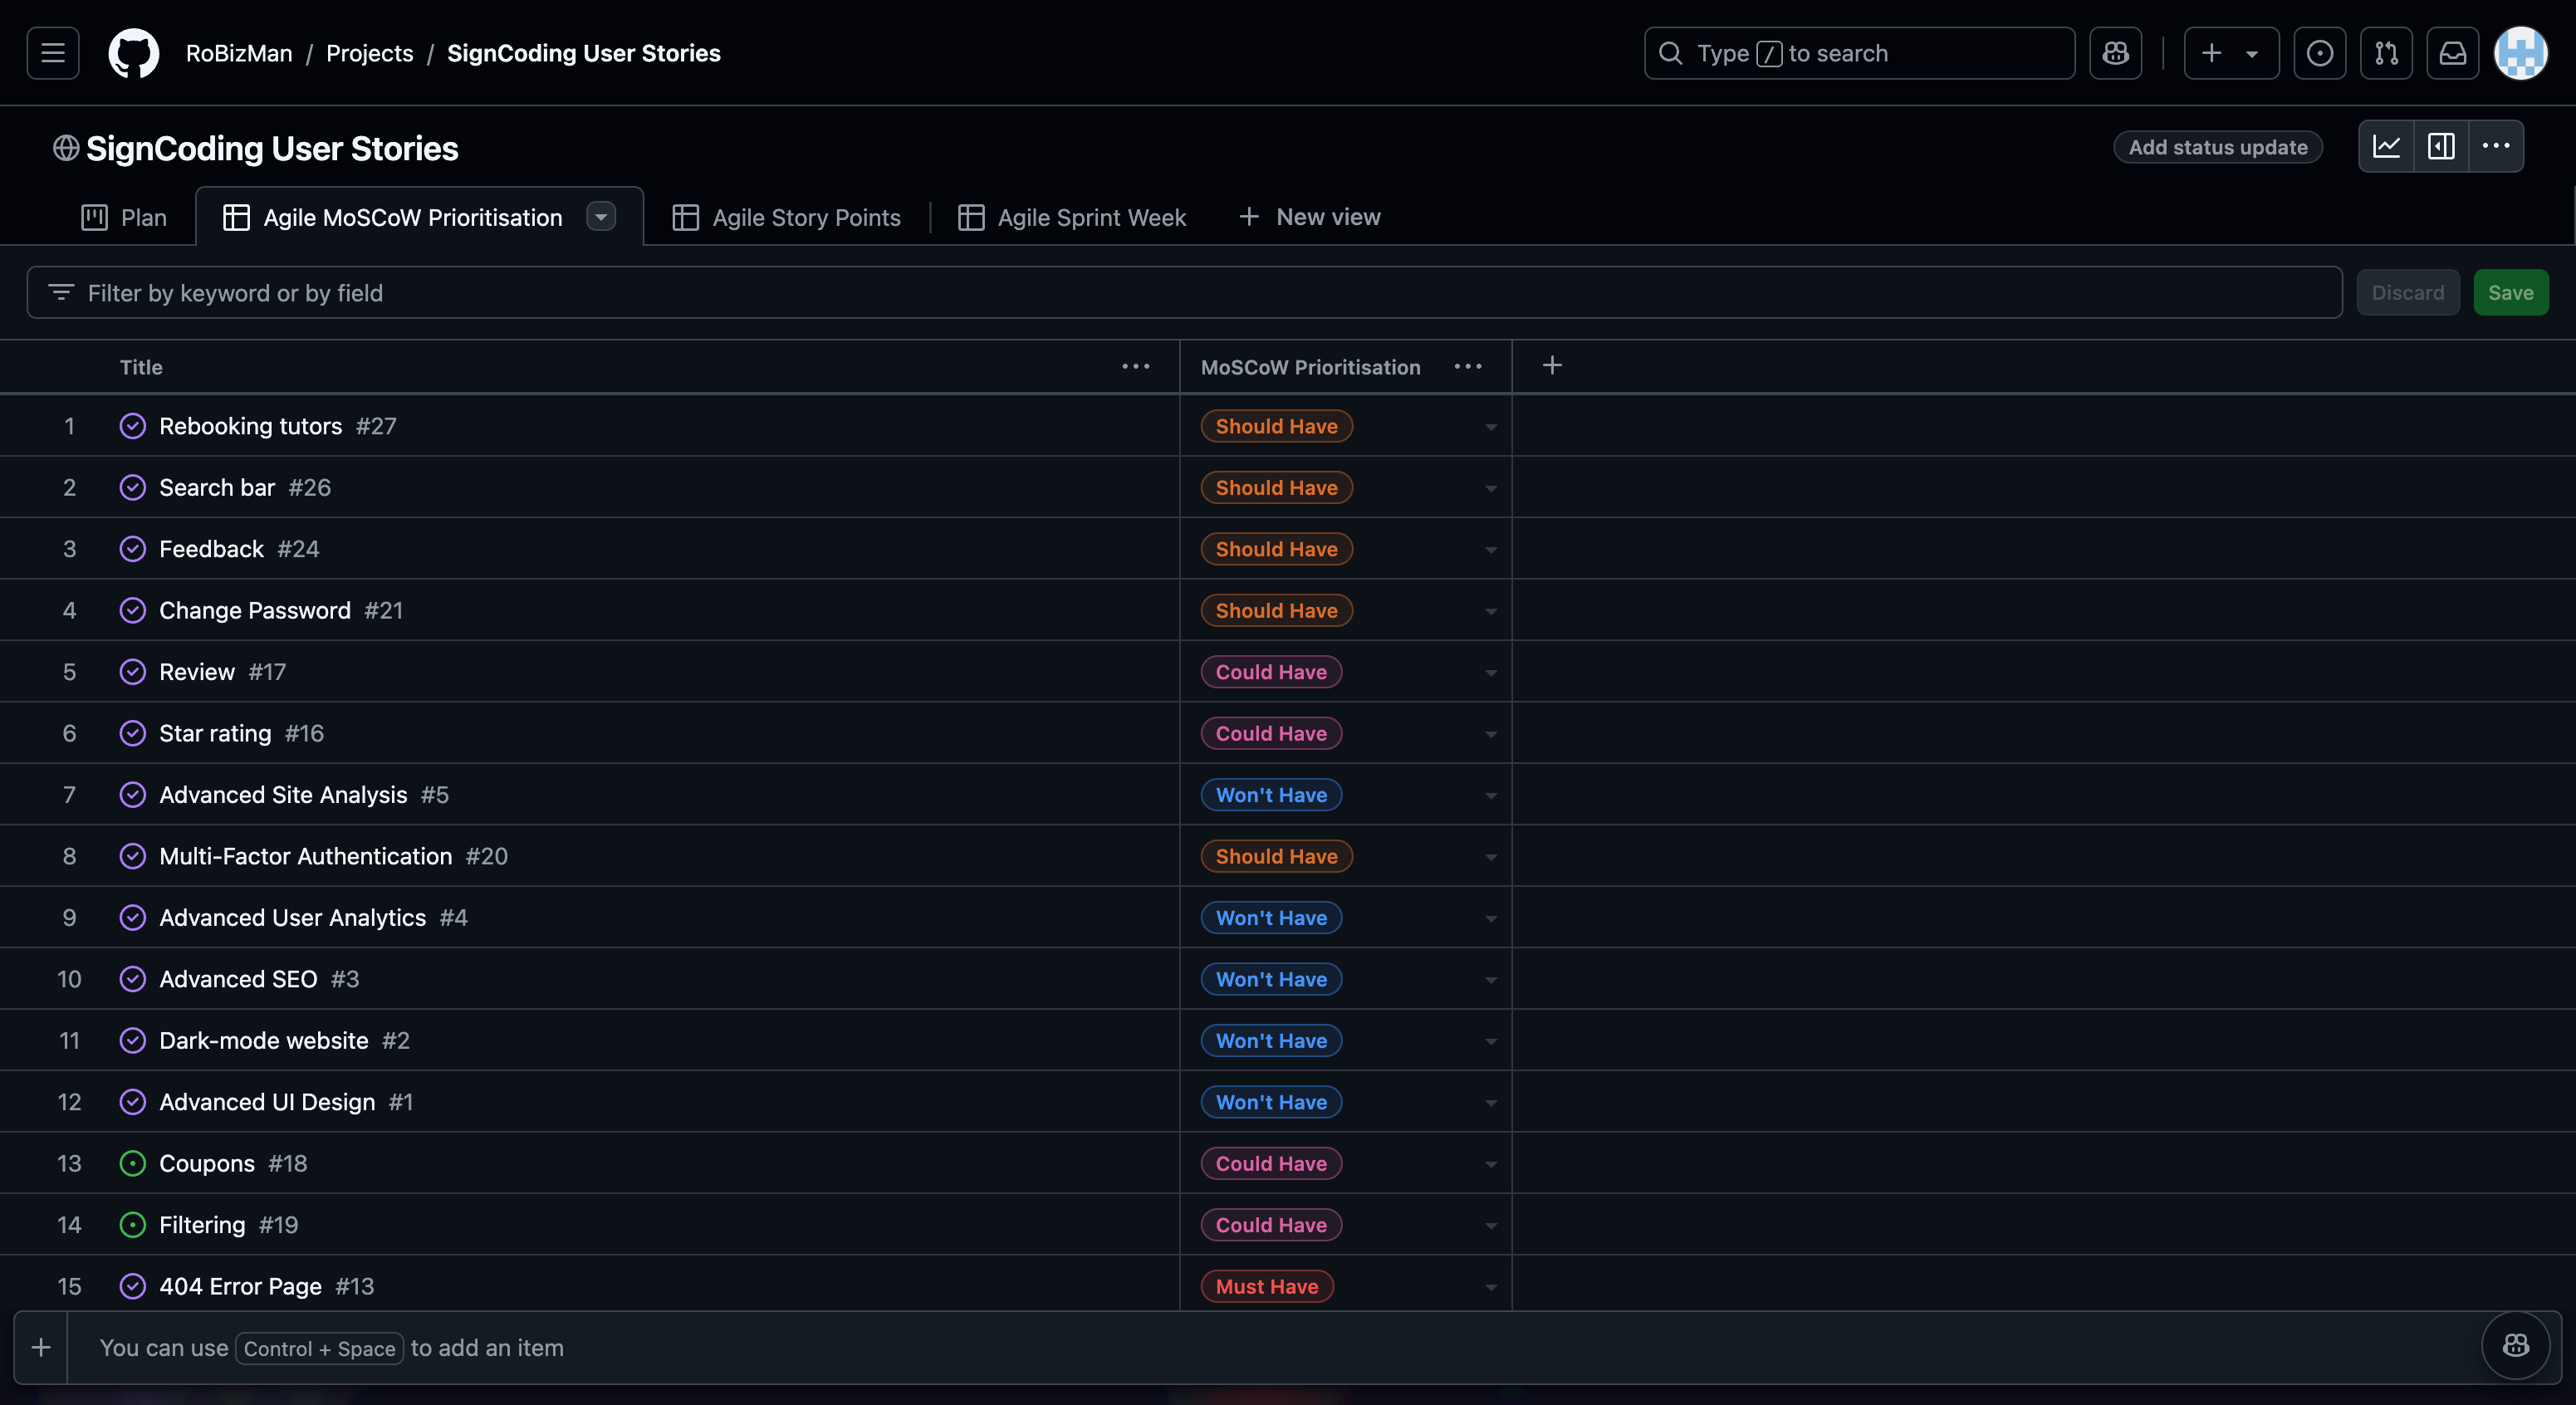 RoBizMan / Projects / SignCoding User Stories
Type / to search
SignCoding User Stories
Add status update
Plan
Agile MoSCoW Prioritisation
Agile Story Points
Agile Sprint Week
New view
Filter by keyword or by field
Discard
Save
Title
MoSCoW Prioritisation
1 Rebooking tutors #27 Should Have
2 Search bar #26 Should Have
3 Feedback #24 Should Have
4 Change Password #21 Should Have
5 Review #17 Could Have
6 Star rating #16 Could Have
7 Advanced Site Analysis #5 Won't Have
8 Multi-Factor Authentication #20 Should Have
9 Advanced User Analytics #4 Won't Have
10 Advanced SEO #3 Won't Have
11 Dark-mode website #2 Won't Have
12 Advanced UI Design #1 Won't Have
13 Coupons #18 Could Have
14 Filtering #19 Could Have
15 404 Error Page #13 Must Have
You can use Control + Space to add an item